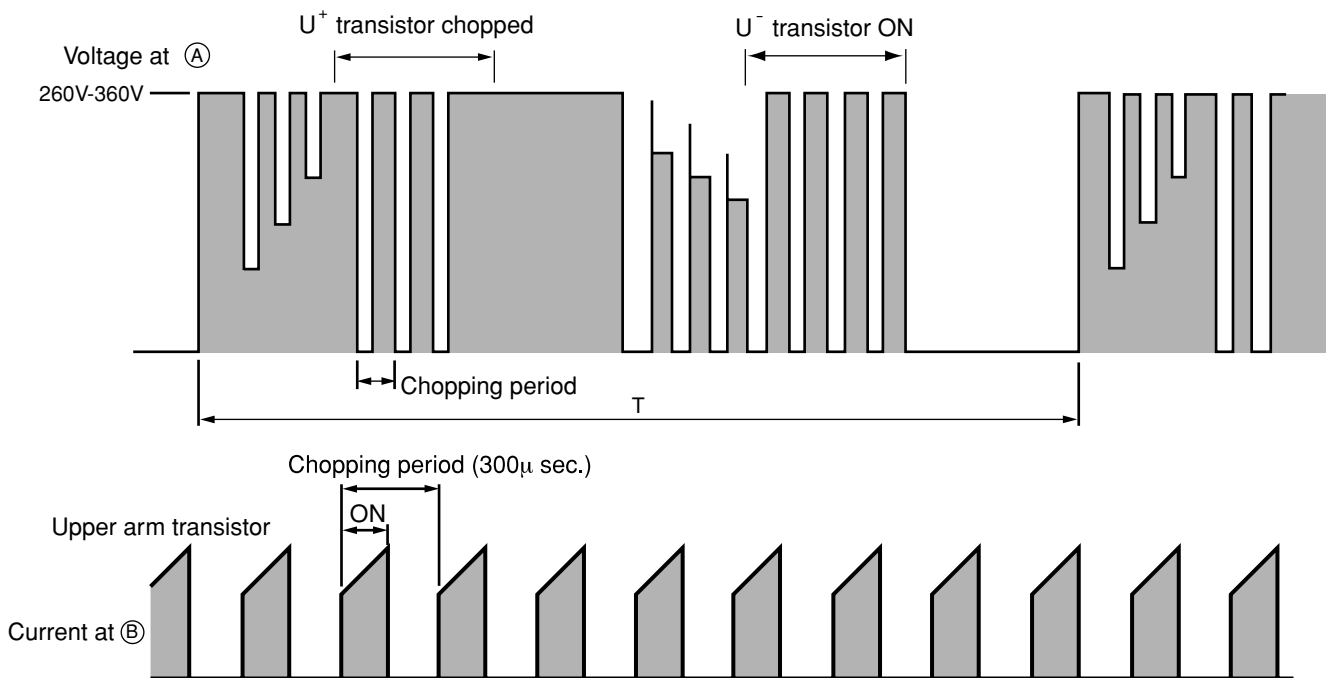 U⁺ transistor chopped
U⁻ transistor ON
Voltage at Ⓐ
260V-360V
Chopping period
T
Chopping period (300μ sec.)
ON
Upper arm transistor
Current at Ⓑ